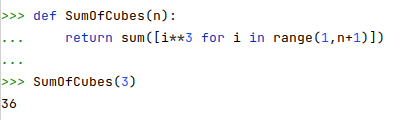 >>> def SumOfCubes(n):
...     return sum([i**3 for i in range(1,n+1)])
...
>>> SumOfCubes(3)
36